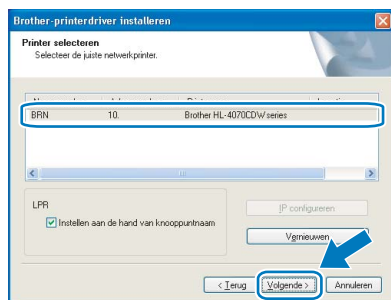 Brother-printerdriver installeren
Printer selecteren
Selecteer de juiste netwerkprinter.
BRN 10. Brother HL-4070CDW series
LPR
Instellen aan de hand van knooppuntnaam
IP configureren
Vernieuwen
< Terug Volgende > Annuleren